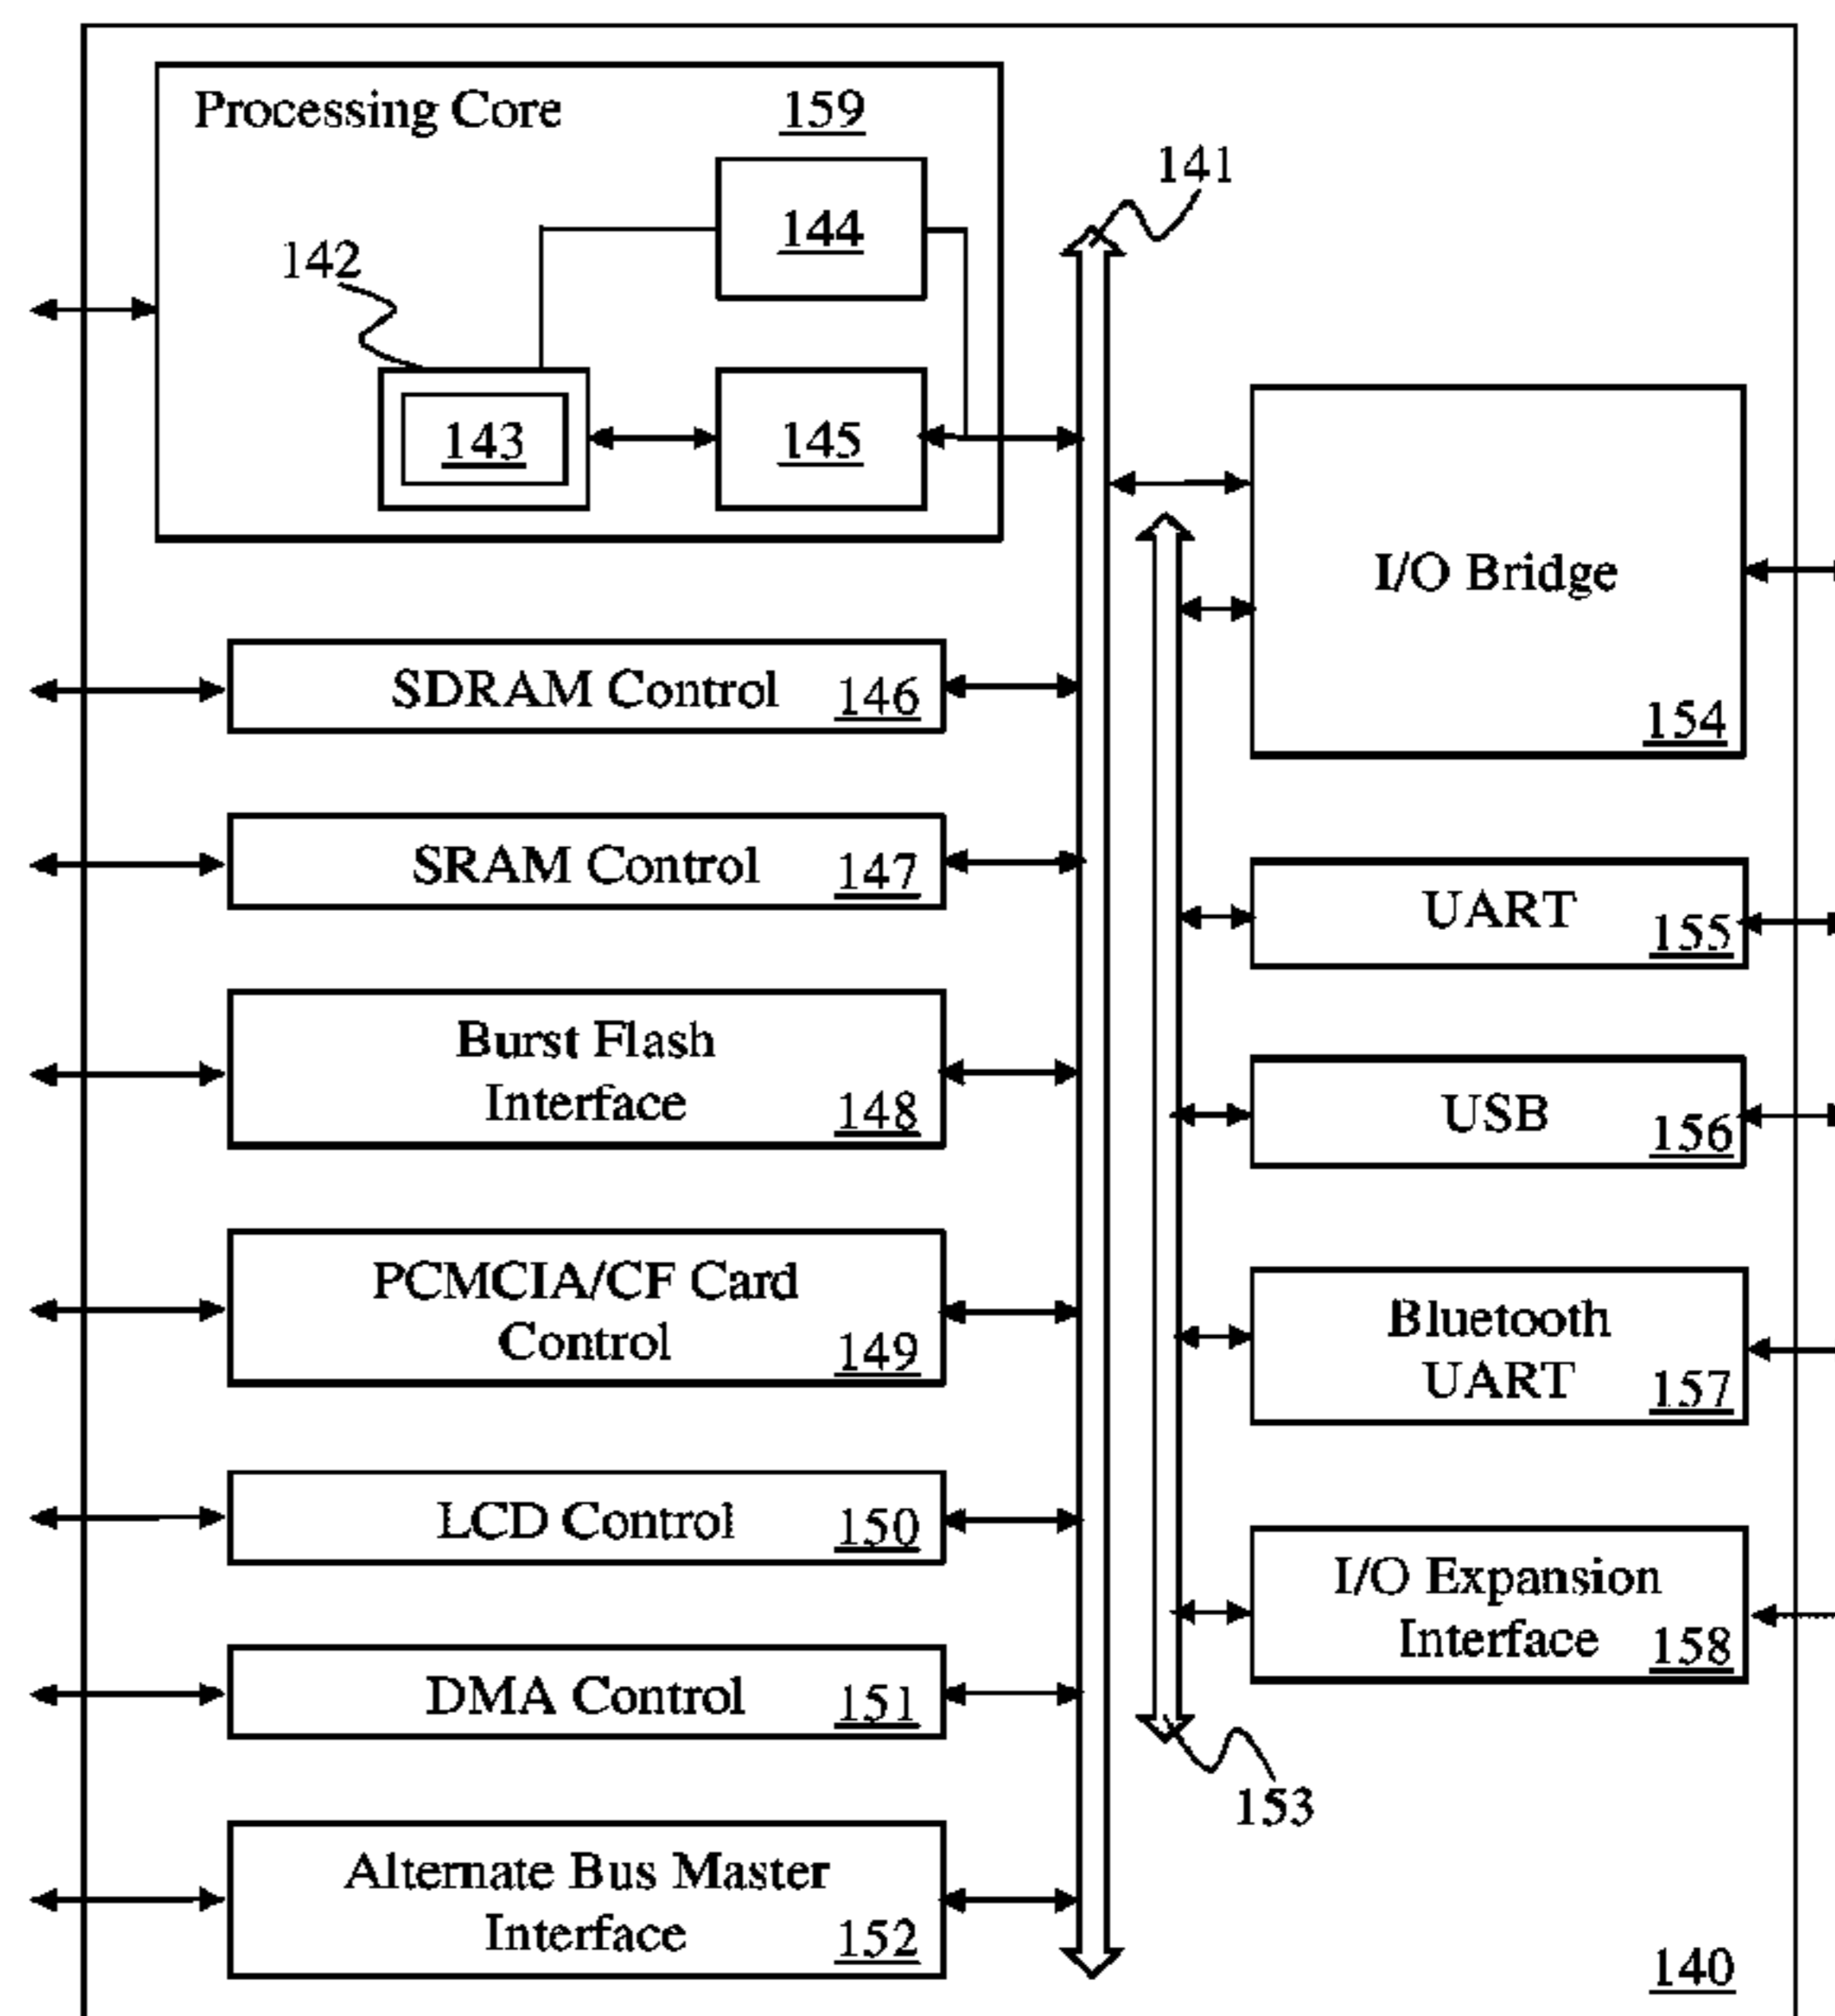 Processing Core 159
144
141
142
143
145
I/O Bridge
154
SDRAM Control 146
SRAM Control 147
UART 155
Burst Flash
Interface 148
USB 156
PCMCIA/CF Card
Control 149
Bluetooth
UART 157
LCD Control 150
I/O Expansion
Interface 158
DMA Control 151
153
Alternate Bus Master
Interface 152
140